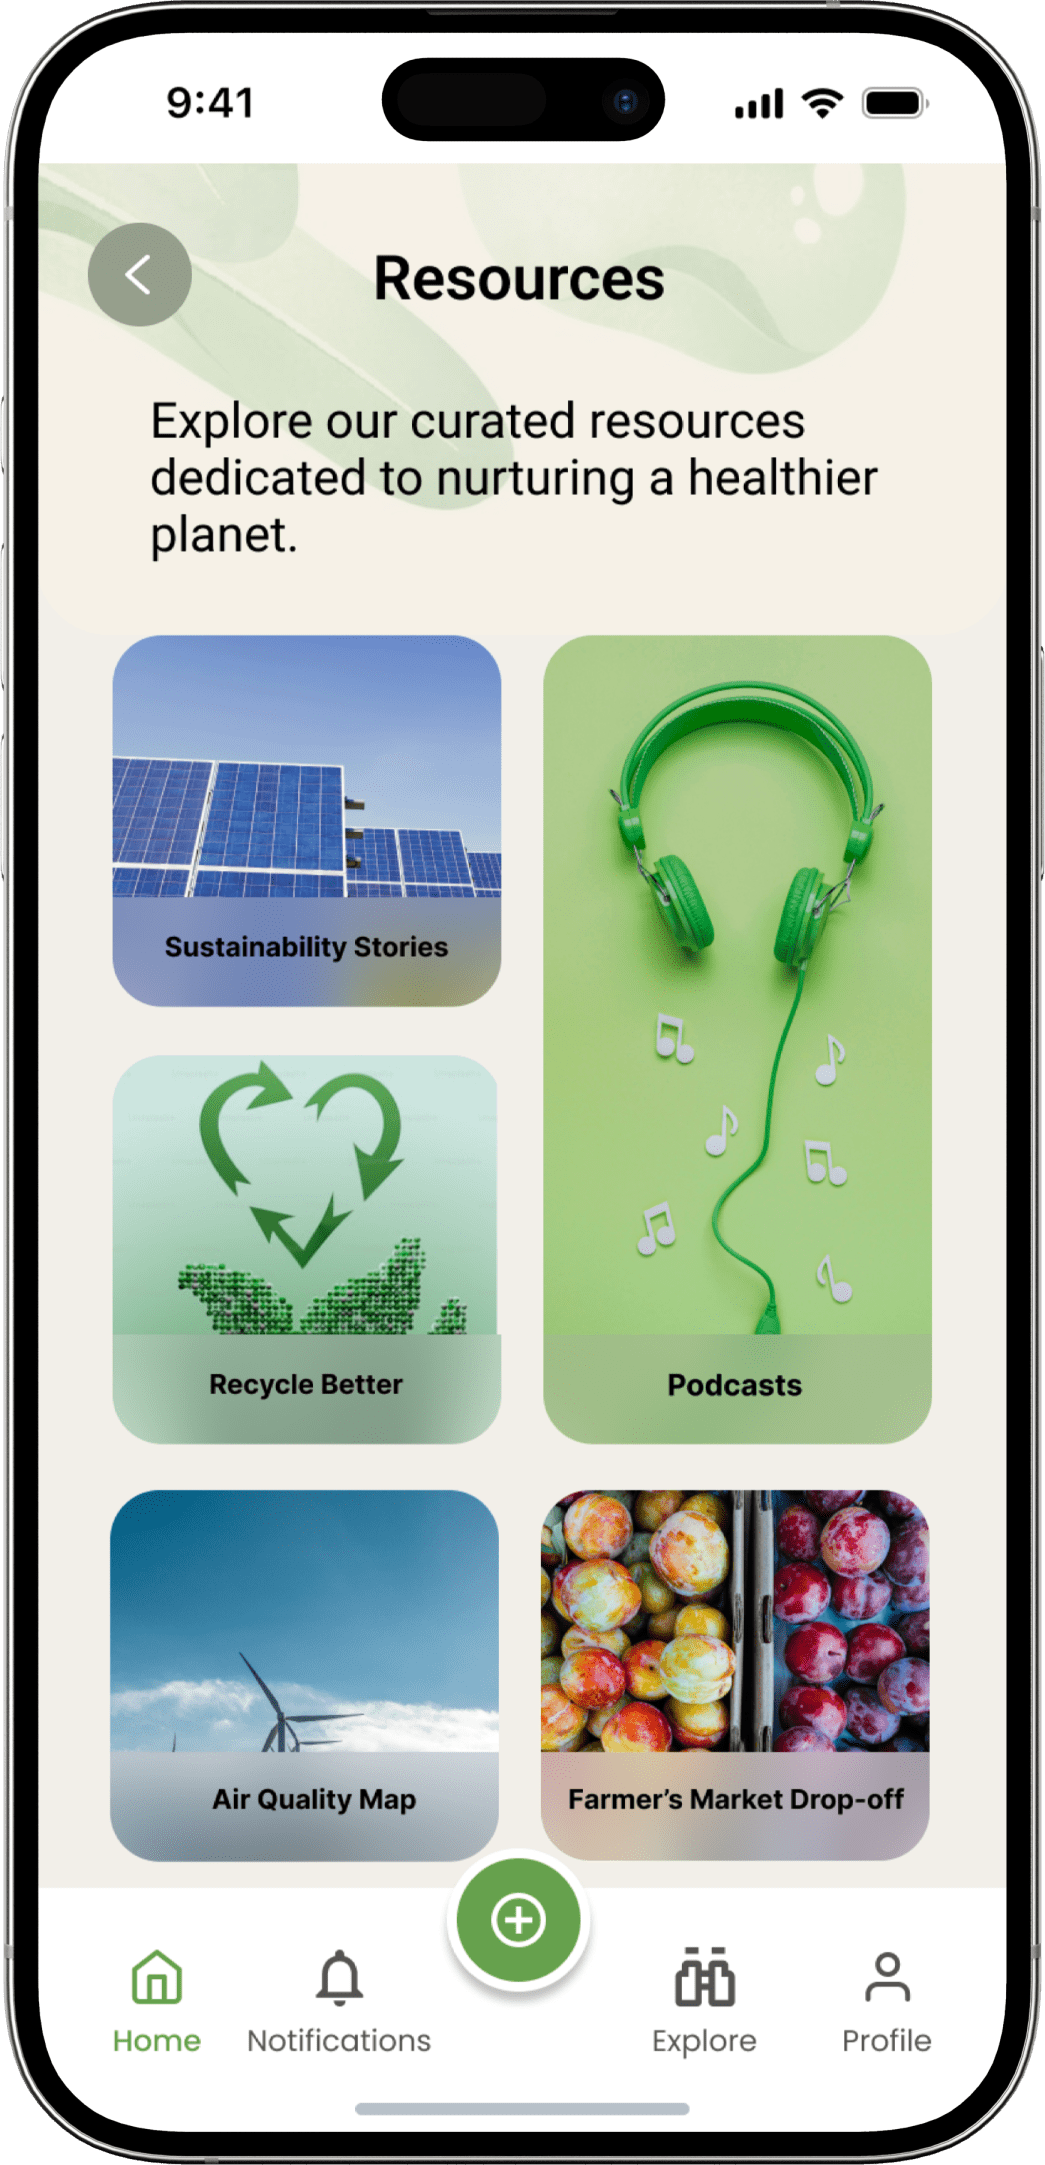 9:41
Resources
Explore our curated resources
dedicated to nurturing a healthier
planet.
Sustainability Stories
Recycle Better
Podcasts
Air Quality Map
Farmer’s Market Drop-off
Home
Notifications
Explore
Profile